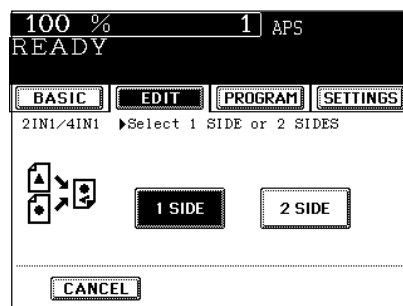 100 % 1 APS
READY
BASIC EDIT PROGRAM SETTINGS
2IN1/4IN1 ▶Select 1 SIDE or 2 SIDES
1 SIDE 2 SIDE
CANCEL